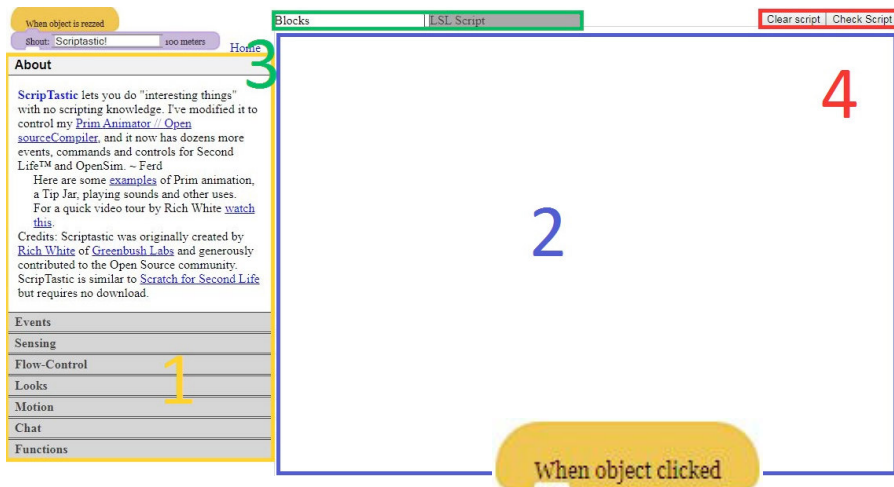 When object is rezzed
Shout: Scriptastic! 100 meters
Home
Blocks LSL Script
Clear script Check Script
3
4
About
ScripTastic lets you do "interesting things"
with no scripting knowledge. I've modified it to
control my Prim Animator // Open
sourceCompiler, and it now has dozens more
events, commands and controls for Second
Life™ and OpenSim. ~ Ferd
Here are some examples of Prim animation,
a Tip Jar, playing sounds and other uses.
For a quick video tour by Rich White watch
this.
Credits: Scriptastic was originally created by
Rich White of Greenbush Labs and generously
contributed to the Open Source community.
ScripTastic is similar to Scratch for Second Life
but requires no download.
2
Events
Sensing
Flow-Control
Looks
Motion
Chat
Functions
1
When object clicked